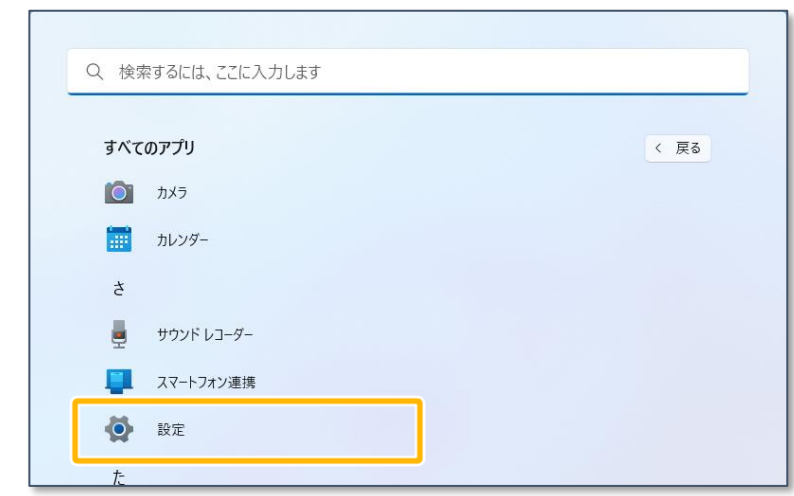 検索するには、ここに入力します
すべてのアプリ
戻る
カメラ
カレンダー
さ
サウンド レコーダー
スマートフォン連携
設定
た